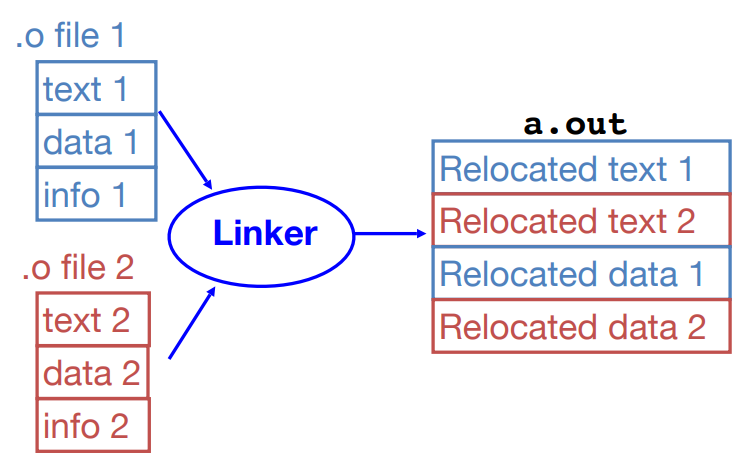 .o file 1
text 1
data 1
info 1
.o file 2
text 2
data 2
info 2
Linker
a.out
Relocated text 1
Relocated text 2
Relocated data 1
Relocated data 2